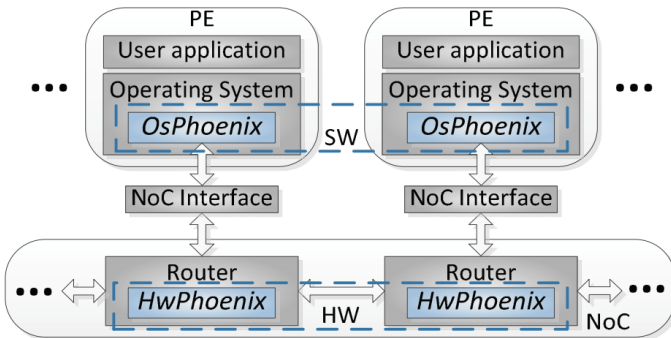 PE PE
User application User application
••• Operating System Operating System •••
OsPhoenix OsPhoenix
SW
NoC Interface NoC Interface
Router Router
••• HwPhoenix HwPhoenix •••
HW NoC